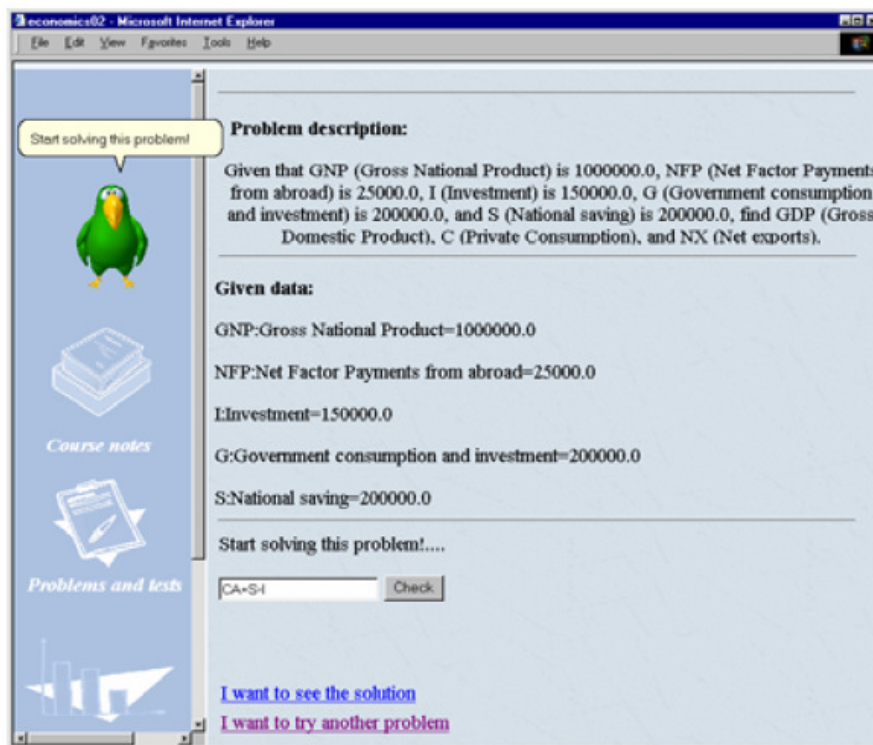 economics02 - Microsoft Internet Explorer
File Edit View Favorites Tools Help
Start solving this problem!
Course notes
Problems and tests
Problem description:
Given that GNP (Gross National Product) is 1000000.0, NFP (Net Factor Payments
from abroad) is 25000.0, I (Investment) is 150000.0, G (Government consumption
and investment) is 200000.0, and S (National saving) is 200000.0, find GDP (Gross
Domestic Product), C (Private Consumption), and NX (Net exports).
Given data:
GNP:Gross National Product=1000000.0
NFP:Net Factor Payments from abroad=25000.0
I:Investment=150000.0
G:Government consumption and investment=200000.0
S:National saving=200000.0
Start solving this problem!....
CA=S-I Check
I want to see the solution
I want to try another problem